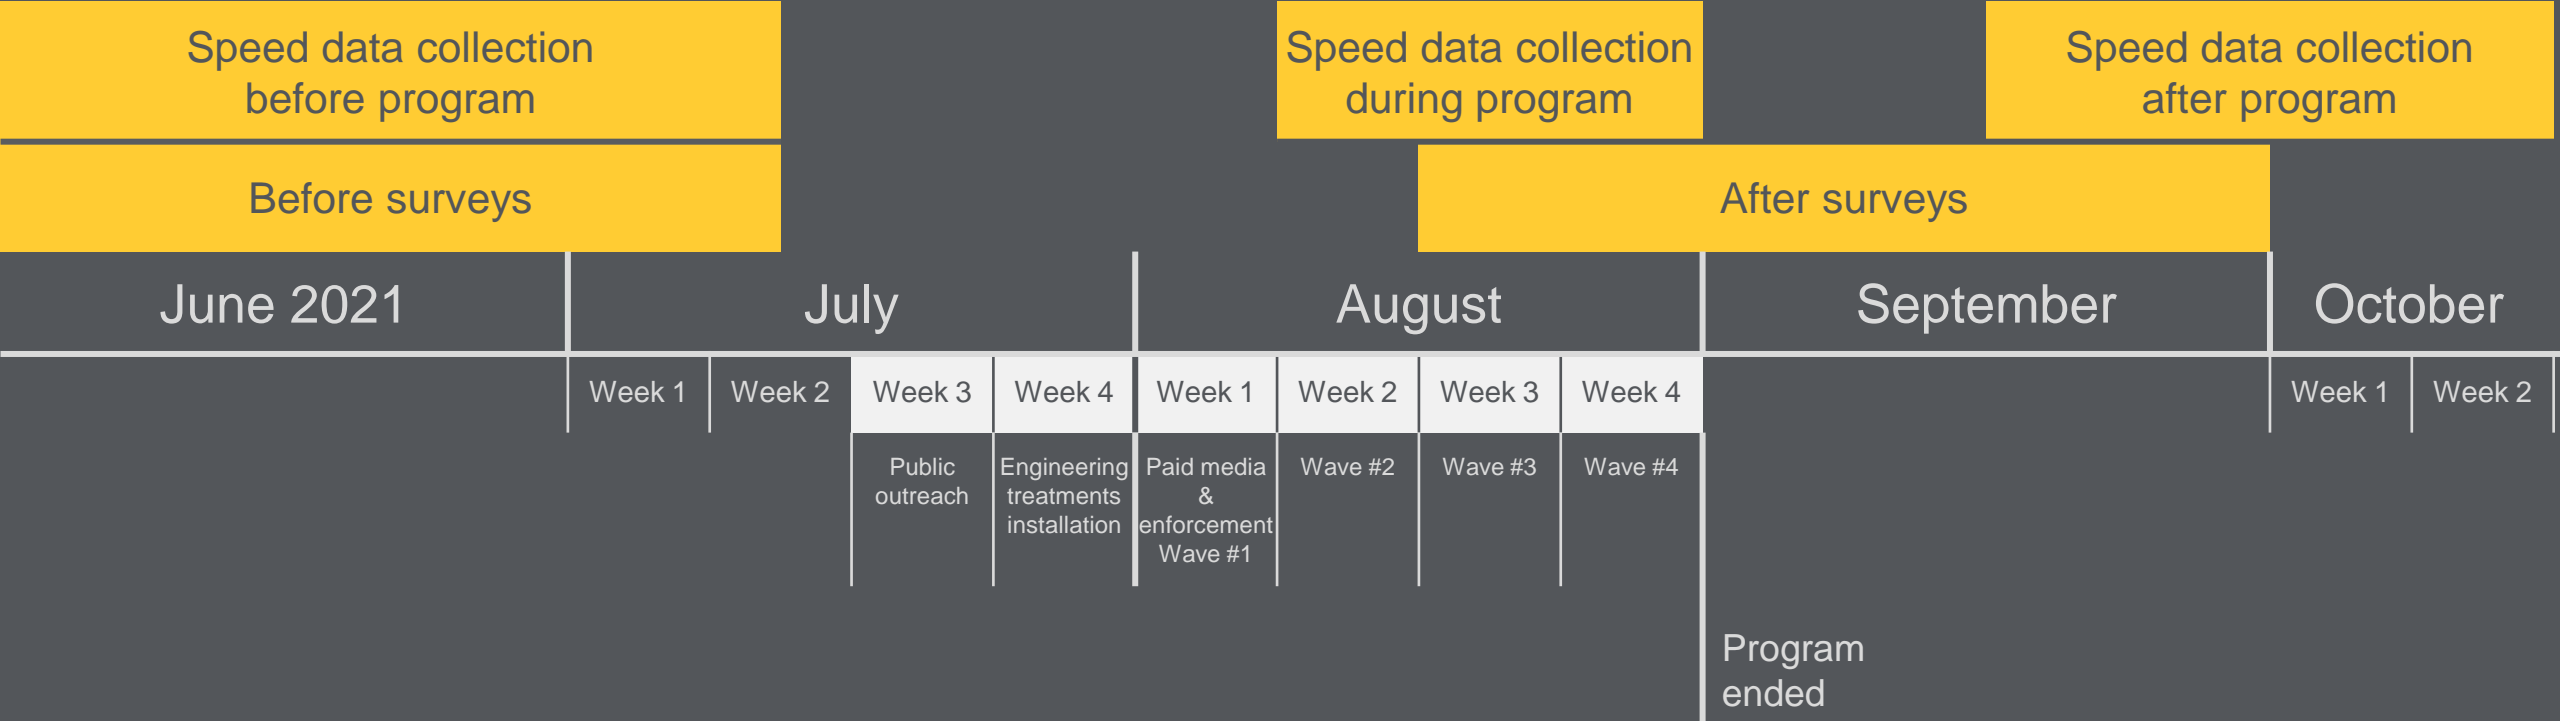 Speed data collection
before program
Speed data collection
during program
Speed data collection
after program
Before surveys
After surveys
June 2021
July
August
September
October
Week 1
Week 2
Week 3
Week 4
Week 1
Week 2
Week 3
Week 4
Week 1
Week 2
Public
outreach
Engineering
treatments
installation
Paid media
&
enforcement
Wave #1
Wave #2
Wave #3
Wave #4
Program
ended